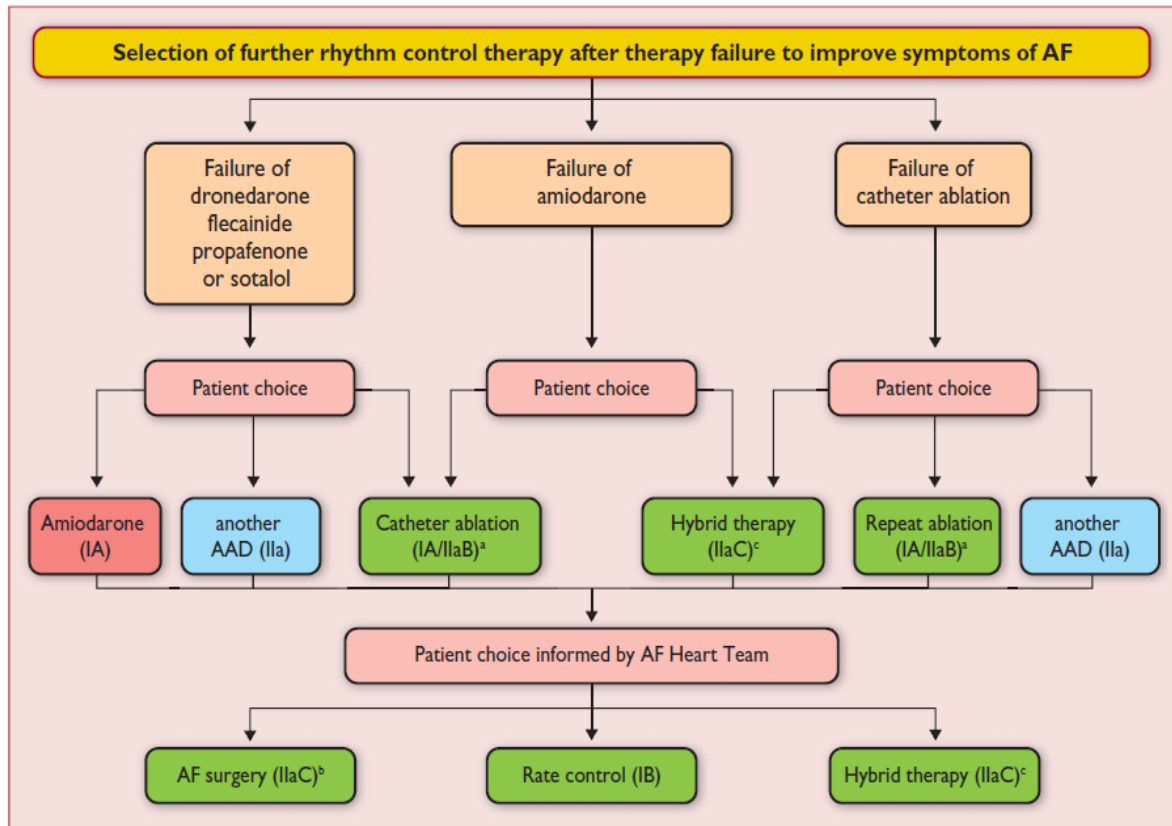 Selection of further rhythm control therapy after therapy failure to improve symptoms of AF
Failure of
dronedarone
flecainide
propafenone
or sotalol
Failure of
amiodarone
Failure of
catheter ablation
Patient choice
Patient choice
Patient choice
Amiodarone
(IA)
another
AAD (IIa)
Catheter ablation
(IA/IIaB)ᵃ
Hybrid therapy
(IIaC)ᶜ
Repeat ablation
(IA/IIaB)ᵃ
another
AAD (IIa)
Patient choice informed by AF Heart Team
AF surgery (IIaC)ᵇ
Rate control (IB)
Hybrid therapy (IIaC)ᶜ